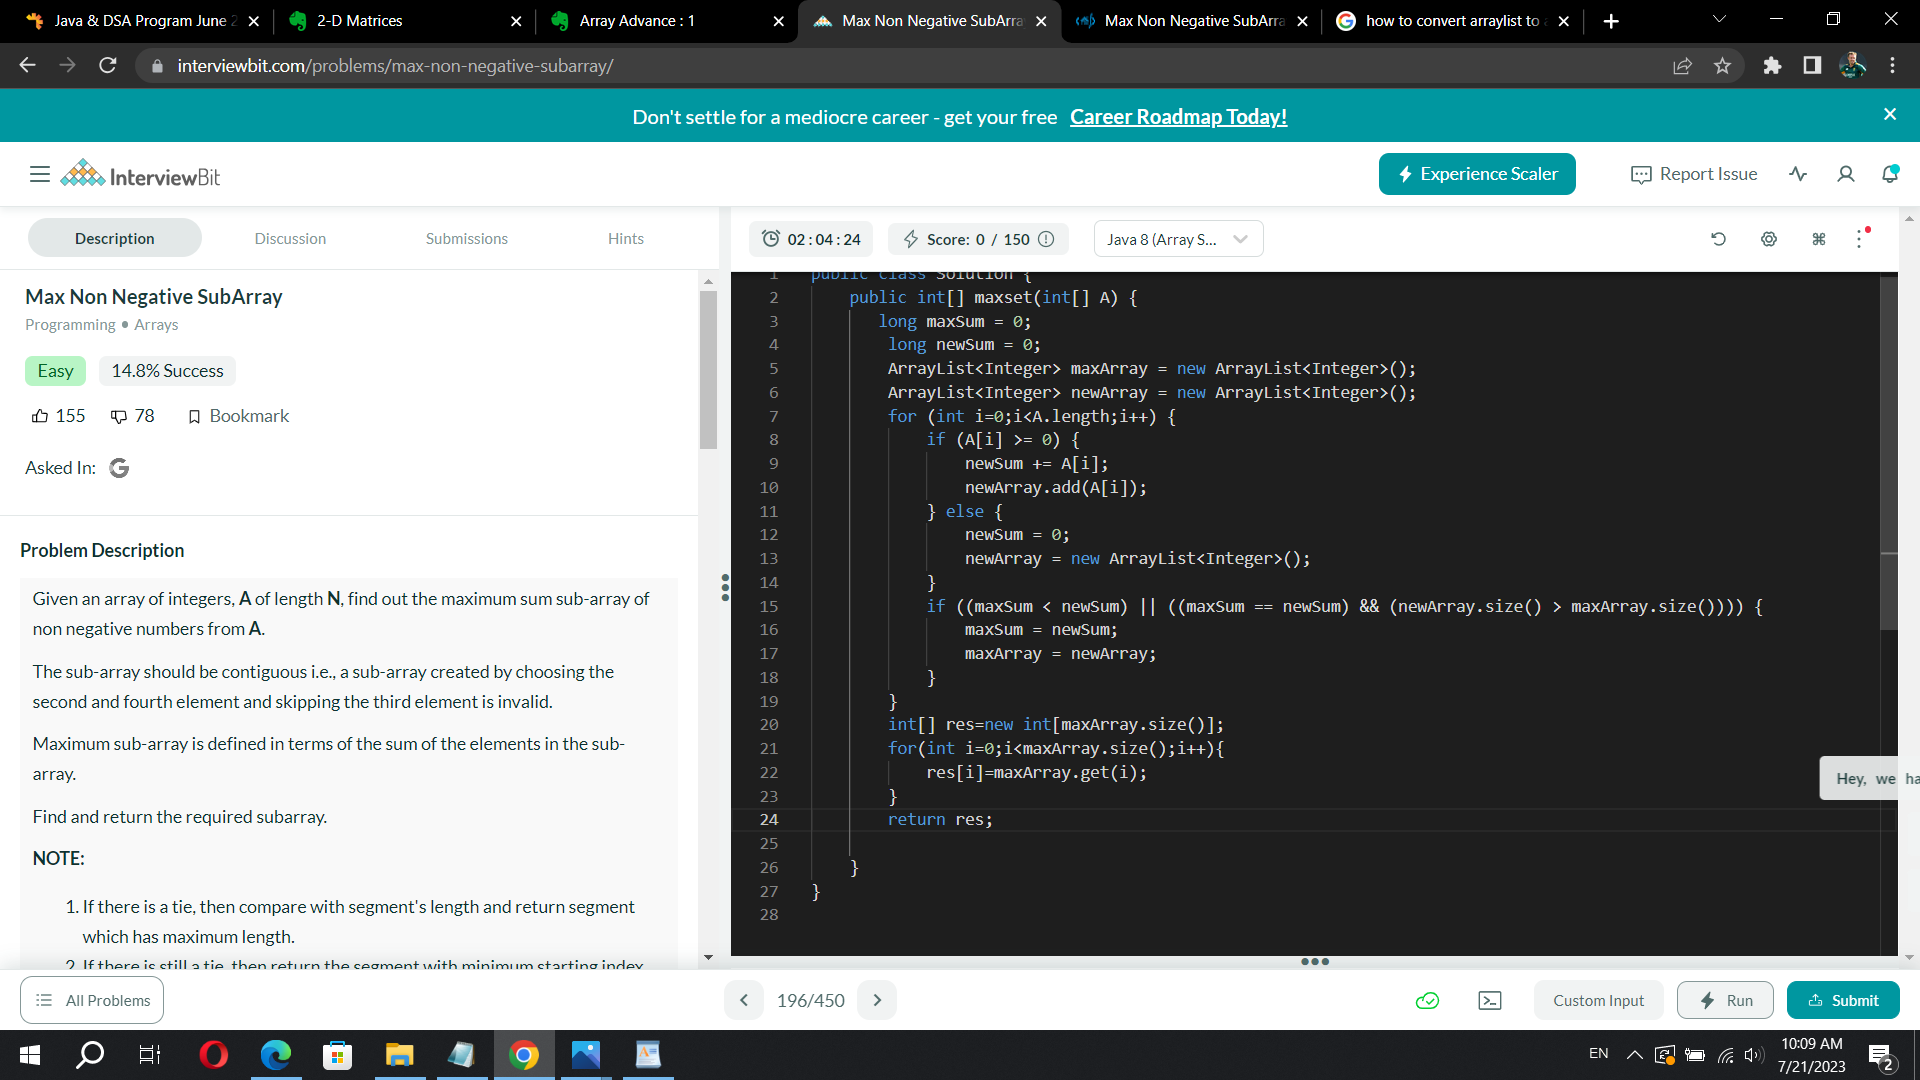 Java & DSA Program June 2
2-D Matrices
Array Advance : 1
Max Non Negative SubArra
Max Non Negative SubArra
how to convert arraylist to a
interviewbit.com/problems/max-non-negative-subarray/
Don't settle for a mediocre career - get your free Career Roadmap Today!
InterviewBit
Experience Scaler
Report Issue
Description
Discussion
Submissions
Hints
02 : 04 : 24
Score: 0 / 150
Java 8 (Array S...
Max Non Negative SubArray
Programming • Arrays
Easy
14.8% Success
155
78
Bookmark
Asked In:
Problem Description
Given an array of integers, A of length N, find out the maximum sum sub-array of
non negative numbers from A.
The sub-array should be contiguous i.e., a sub-array created by choosing the
second and fourth element and skipping the third element is invalid.
Maximum sub-array is defined in terms of the sum of the elements in the sub-
array.
Find and return the required subarray.
NOTE:
1. If there is a tie, then compare with segment's length and return segment
which has maximum length.
2. If there is still a tie, then return the segment with minimum starting index
1 public class Solution {
2 public int[] maxset(int[] A) {
3 long maxSum = 0;
4 long newSum = 0;
5 ArrayList<Integer> maxArray = new ArrayList<Integer>();
6 ArrayList<Integer> newArray = new ArrayList<Integer>();
7 for (int i=0;i<A.length;i++) {
8 if (A[i] >= 0) {
9 newSum += A[i];
10 newArray.add(A[i]);
11 } else {
12 newSum = 0;
13 newArray = new ArrayList<Integer>();
14 }
15 if ((maxSum < newSum) || ((maxSum == newSum) && (newArray.size() > maxArray.size()))) {
16 maxSum = newSum;
17 maxArray = newArray;
18 }
19 }
20 int[] res=new int[maxArray.size()];
21 for(int i=0;i<maxArray.size();i++){
22 res[i]=maxArray.get(i);
23 }
24 return res;
25
26 }
27 }
28
Hey, we ha
All Problems
196/450
Custom Input
Run
Submit
EN
10:09 AM
7/21/2023
2